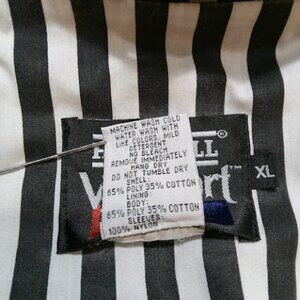 MACHINE WASH COLD
WATER WASH WITH
LIKE COLORS. MILD
DETERGENT
BLEACH
REMOVE IMMEDIATELY
HANG DRY
DO NOT TUMBLE DRY
SHELL:
65% POLY 35% COTTON
LINING:
BODY:
65% POLY 35% COTTON
SLEEVES:
100% NYLON
XL